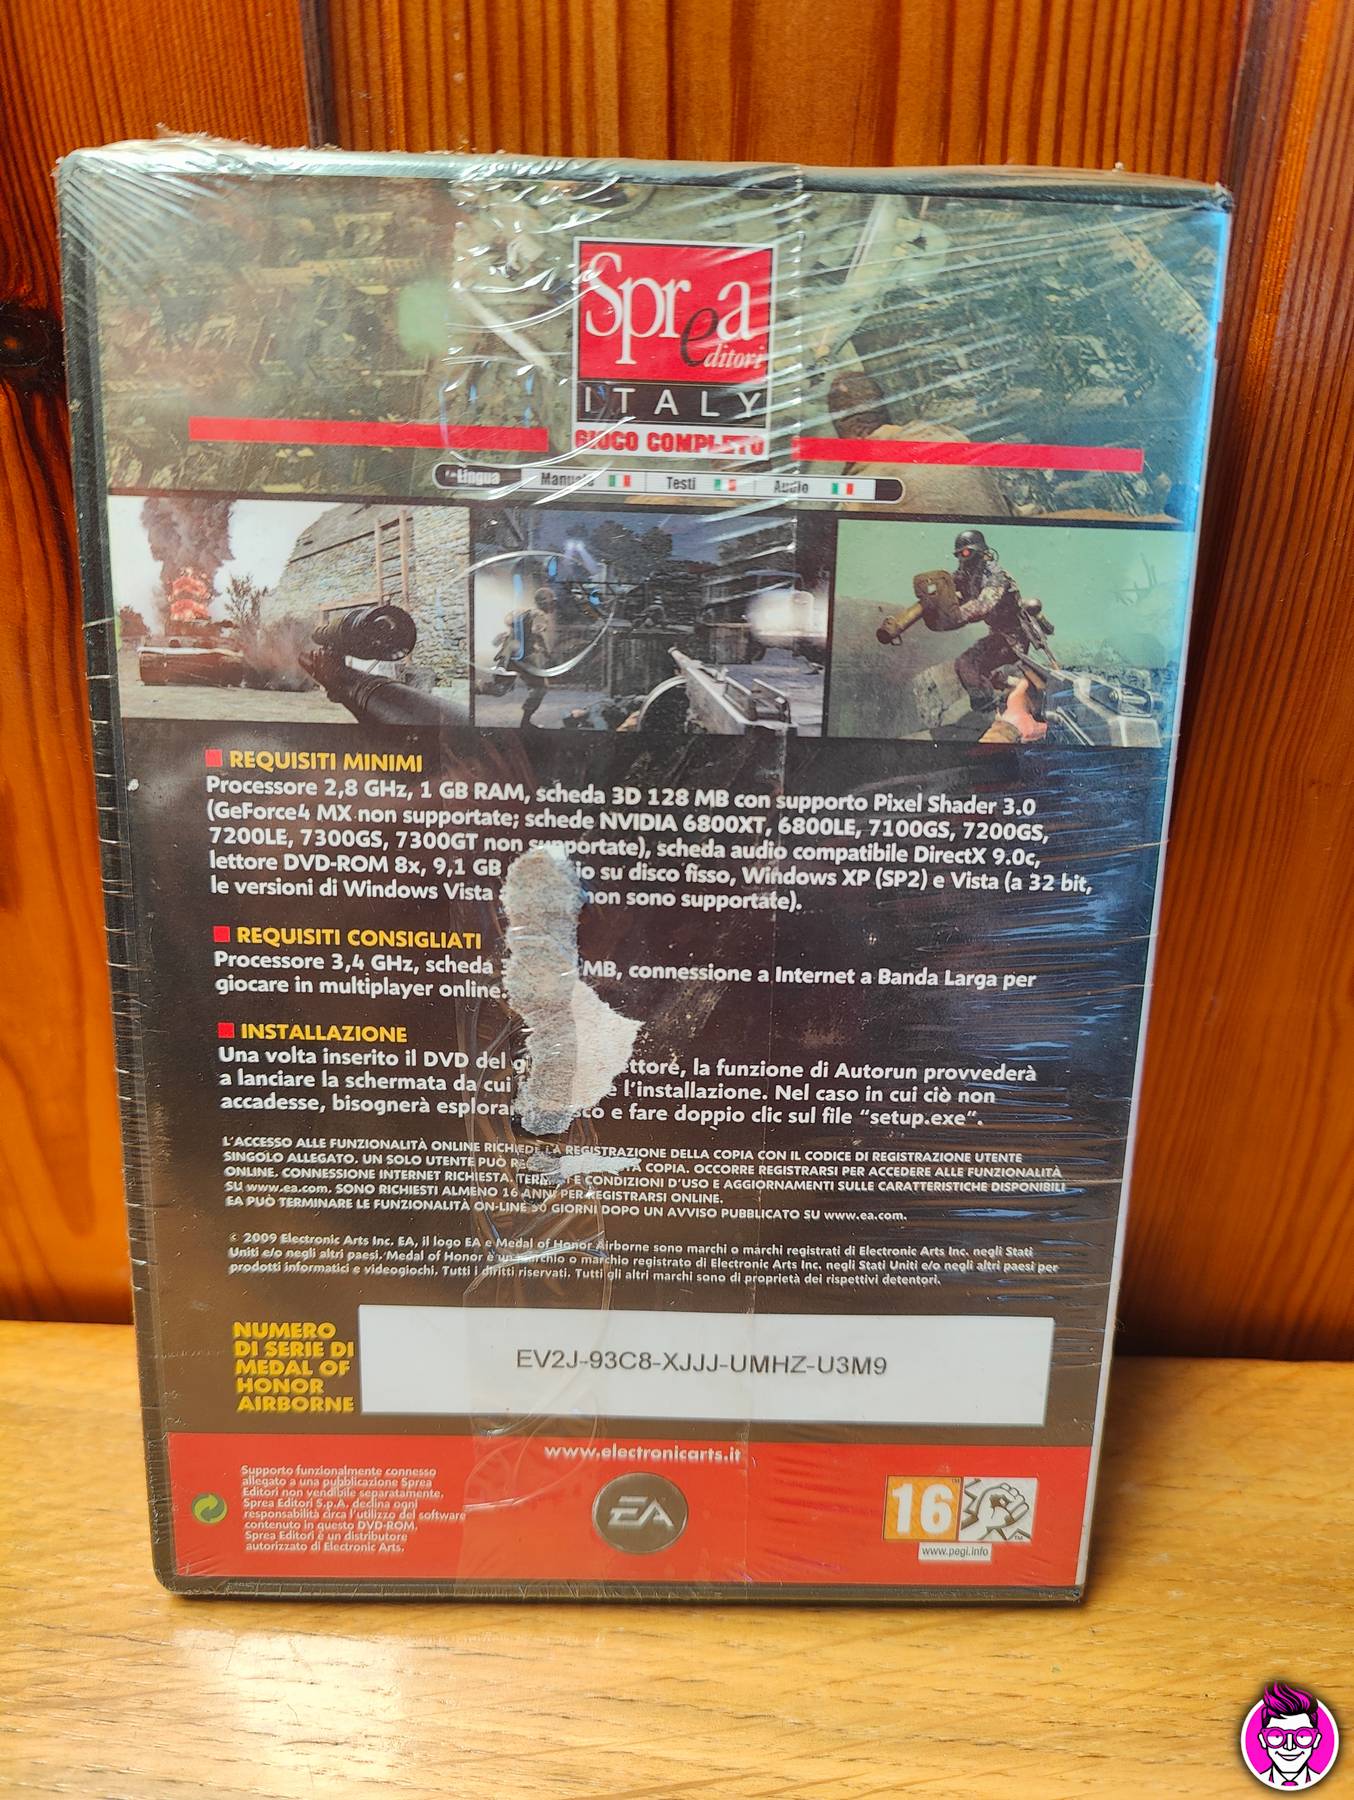 Sprea
editori
ITALY
GIOCO COMPLETO
Lingua Manuale Testi Audio
REQUISITI MINIMI
Processore 2,8 GHz, 1 GB RAM, scheda 3D 128 MB con supporto Pixel Shader 3.0
(GeForce4 MX non supportate; schede NVIDIA 6800XT, 6800LE, 7100GS, 7200GS,
7200LE, 7300GS, 7300GT non supportate), scheda audio compatibile DirectX 9.0c,
lettore DVD-ROM 8x, 9,1 GB io su disco fisso, Windows XP (SP2) e Vista (a 32 bit,
le versioni di Windows Vista non sono supportate).
REQUISITI CONSIGLIATI
Processore 3,4 GHz, scheda MB, connessione a Internet a Banda Larga per
giocare in multiplayer online.
INSTALLAZIONE
Una volta inserito il DVD del ettore, la funzione di Autorun provvederà
a lanciare la schermata da cui l'installazione. Nel caso in cui ciò non
accadesse, bisognerà e fare doppio clic sul file "setup.exe".
L'ACCESSO ALLE FUNZIONALITÀ ONLINE RICHIEDE LA REGISTRAZIONE DELLA COPIA CON IL CODICE DI REGISTRAZIONE UTENTE
SINGOLO ALLEGATO. UN SOLO UTENTE PUÒ COPIA. OCCORRE REGISTRARSI PER ACCEDERE ALLE FUNZIONALITÀ
ONLINE. CONNESSIONE INTERNET RICHIESTA. E CONDIZIONI D'USO E AGGIORNAMENTI SULLE CARATTERISTICHE DISPONIBILI
SU www.ea.com. SONO RICHIESTI ALMENO 16 ANNI PER REGISTRARSI ONLINE.
EA PUÒ TERMINARE LE FUNZIONALITÀ ON-LINE 30 GIORNI DOPO UN AVVISO PUBBLICATO SU www.ea.com.
© 2009 Electronic Arts Inc. EA, il logo EA e Medal of Honor Airborne sono marchi o marchi registrati di Electronic Arts Inc. negli Stati
Uniti e/o negli altri paesi. Medal of Honor è un marchio o marchio registrato di Electronic Arts Inc. negli Stati Uniti e/o negli altri paesi per
prodotti informatici e videogiochi. Tutti i diritti riservati. Tutti gli altri marchi sono di proprietà dei rispettivi detentori.
NUMERO
DI SERIE DI
MEDAL OF
HONOR
AIRBORNE
EV2J-93C8-XJJJ-UMHZ-U3M9
www.electronicarts.it
Supporto funzionalmente connesso
allegato a una pubblicazione Sprea
Editori non vendibile separatamente.
Sprea Editori S.p.A. declina ogni
responsabilità circa l'utilizzo del software
contenuto in questo DVD-ROM.
Sprea Editori è un distributore
autorizzato di Electronic Arts.
EA
16
www.pegi.info